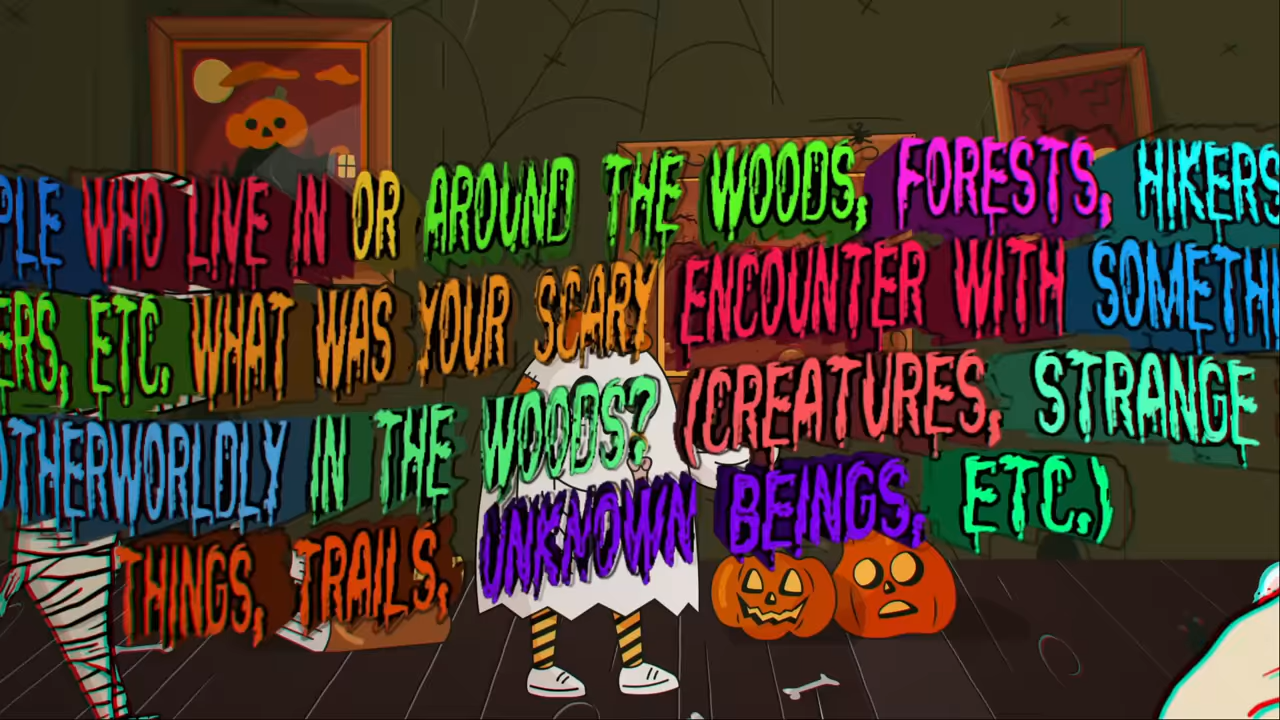 PLE WHO LIVE IN OR AROUND THE WOODS, FORESTS, HIKERS
ERS, ETC. WHAT WAS YOUR SCARY ENCOUNTER WITH SOMETHI
OTHERWORLDLY IN THE WOODS? (CREATURES, STRANGE
THINGS, TRAILS, UNKNOWN BEINGS, ETC.)